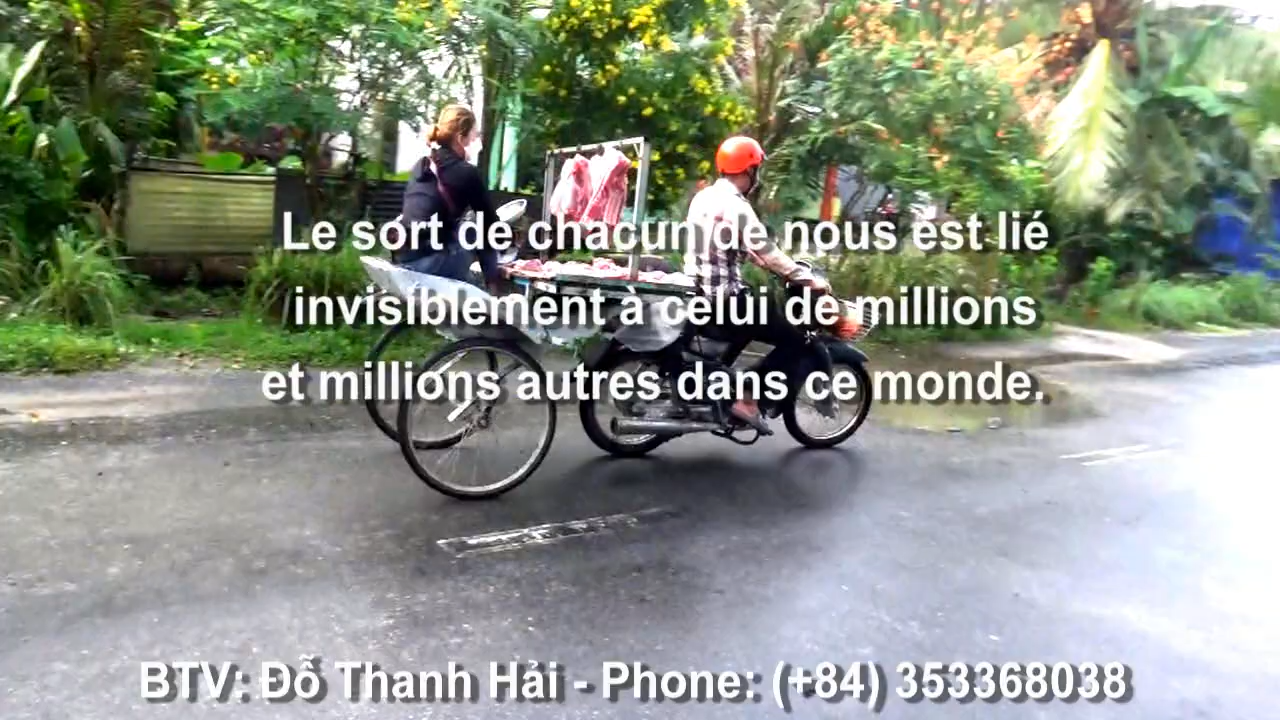 Le sort de chacun de nous est lié
invisiblement à celui de millions
et millions autres dans ce monde.
BTV: Đỗ Thanh Hải - Phone: (+84) 353368038